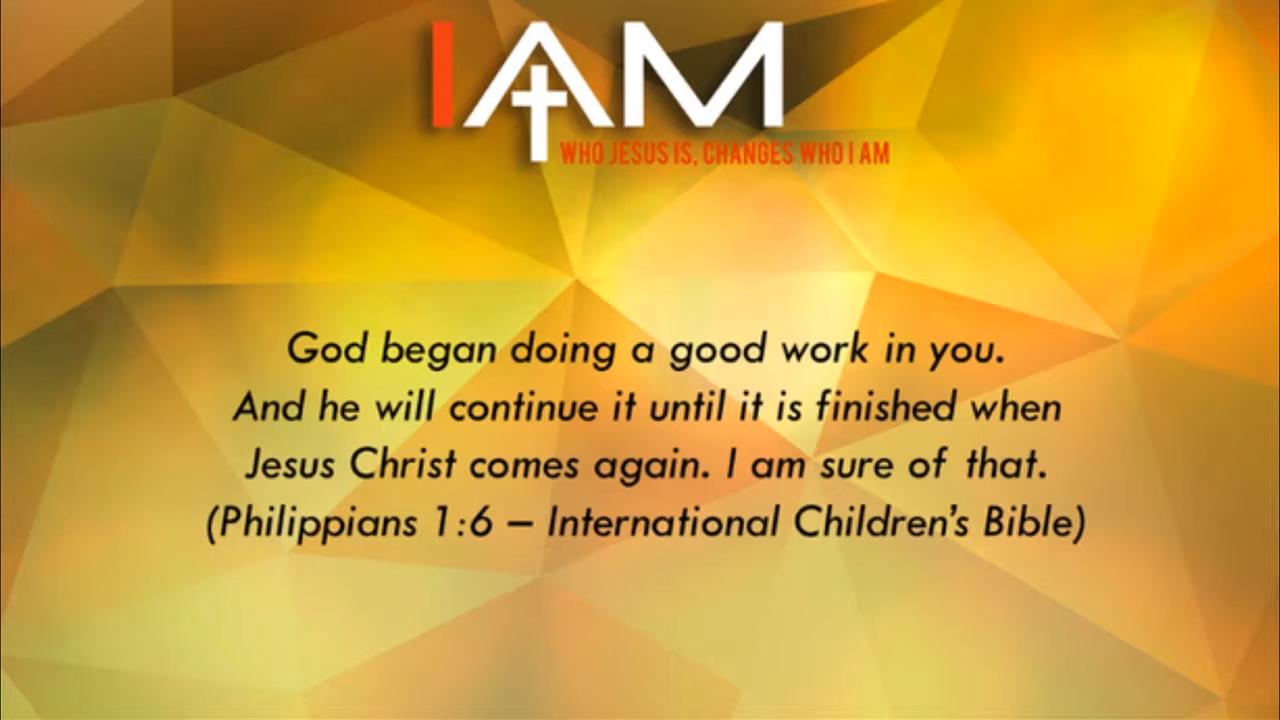 I AM
WHO JESUS IS, CHANGES WHO I AM
God began doing a good work in you.
And he will continue it until it is finished when
Jesus Christ comes again. I am sure of that.
(Philippians 1:6 – International Children’s Bible)